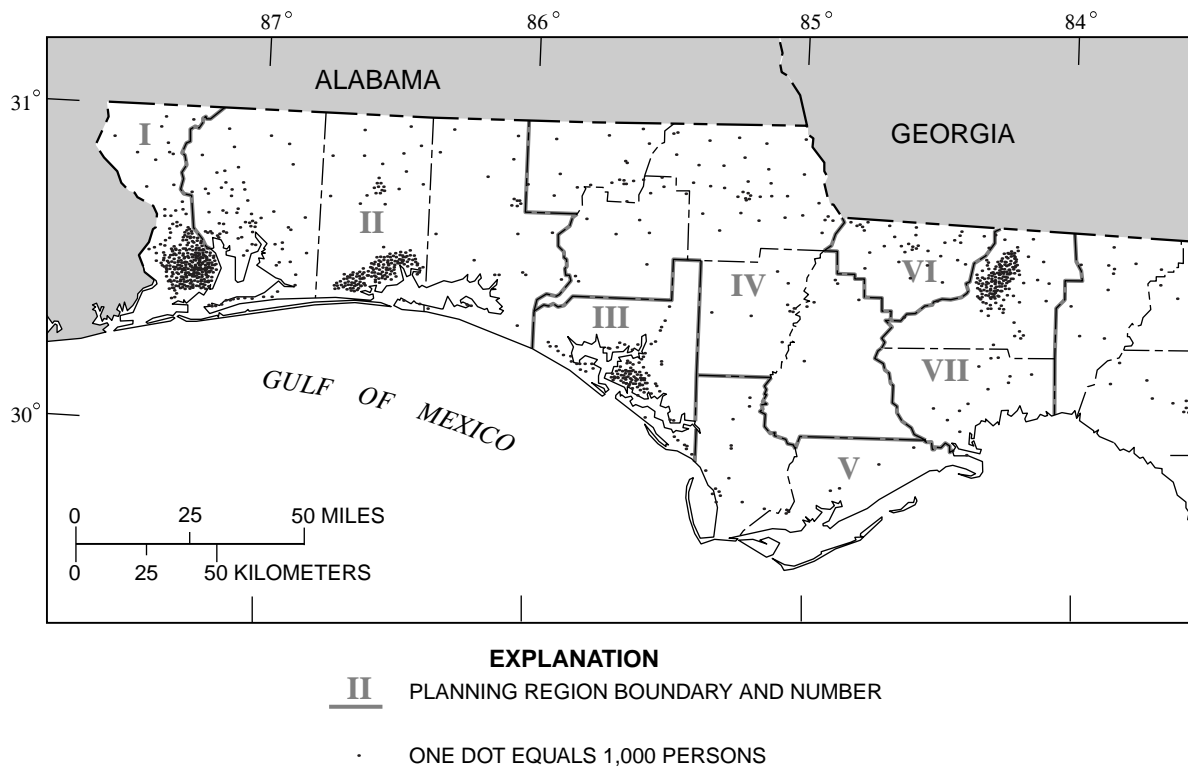 87° 86° 85° 84°
ALABAMA
31°
GEORGIA
I
II
VI
IV
III
VII
GULF OF MEXICO
30°
V
0 25 50 MILES
0 25 50 KILOMETERS
EXPLANATION
II PLANNING REGION BOUNDARY AND NUMBER
ONE DOT EQUALS 1,000 PERSONS